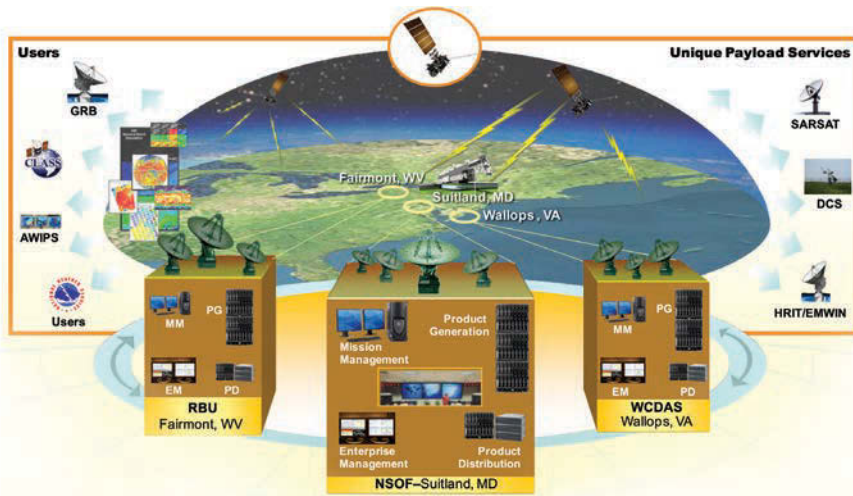 Users
Unique Payload Services
GRB
CLASS
AWIPS
Users
SARSAT
DCS
HRIT/EMWIN
Fairmont, WV
Suitland, MD
Wallops, VA
MM
PG
EM
PD
RBU
Fairmont, WV
Mission
Management
Product
Generation
Enterprise
Management
Product
Distribution
NSOF–Suitland, MD
MM
PG
EM
PD
WCDAS
Wallops, VA